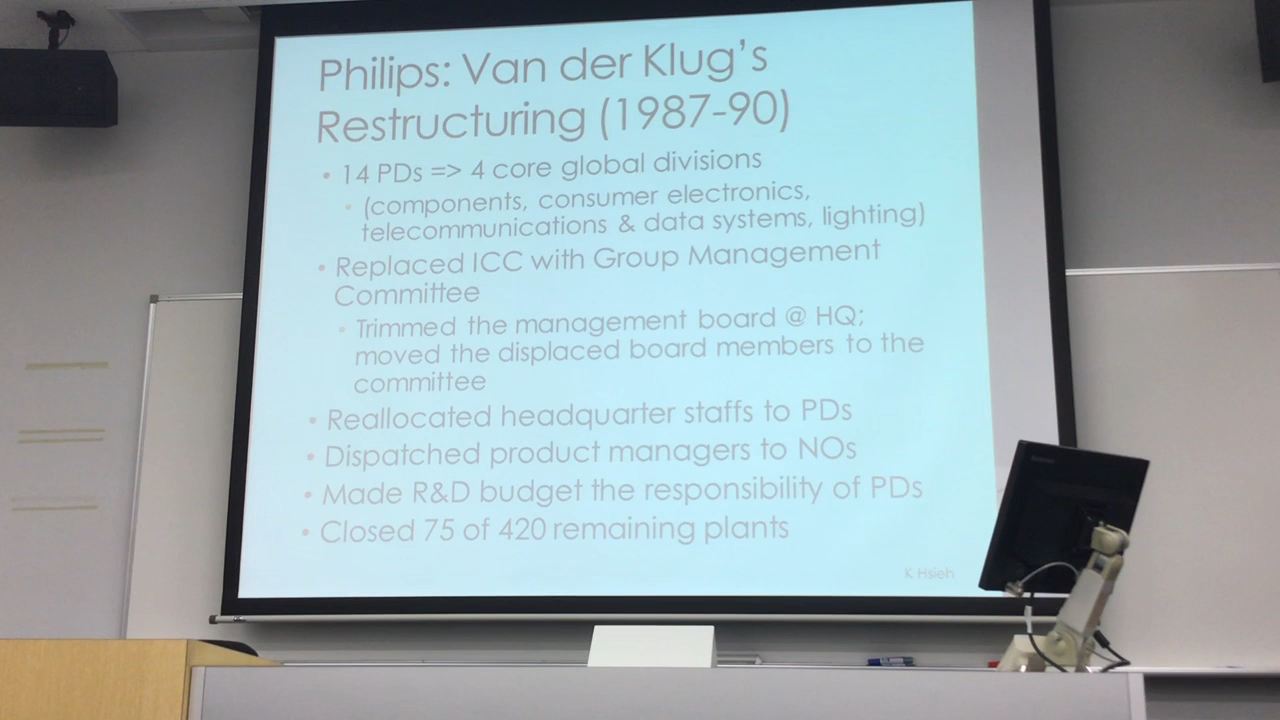 Philips: Van der Klug's
Restructuring (1987-90)
• 14 PDs => 4 core global divisions
• (components, consumer electronics,
telecommunications & data systems, lighting)
• Replaced ICC with Group Management
Committee
• Trimmed the management board @ HQ;
moved the displaced board members to the
committee
• Reallocated headquarter staffs to PDs
• Dispatched product managers to NOs
• Made R&D budget the responsibility of PDs
• Closed 75 of 420 remaining plants
K Hsieh